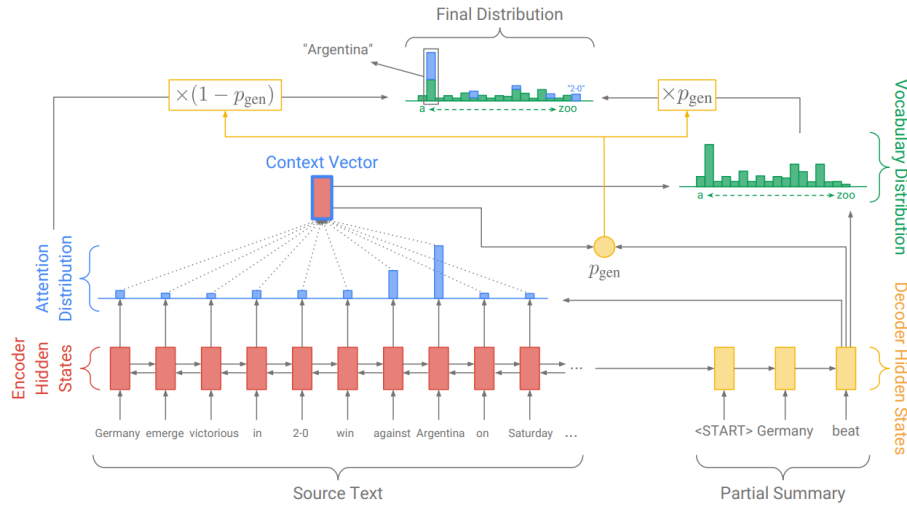 Final Distribution
"Argentina"
×(1 − p_gen)
"2-0"
×p_gen
a
zoo
Context Vector
Vocabulary Distribution
a
zoo
Attention
Distribution
p_gen
Encoder
Hidden
States
...
Decoder Hidden States
Germany emerge victorious in 2-0 win against Argentina on Saturday ...
<START> Germany beat
Source Text
Partial Summary